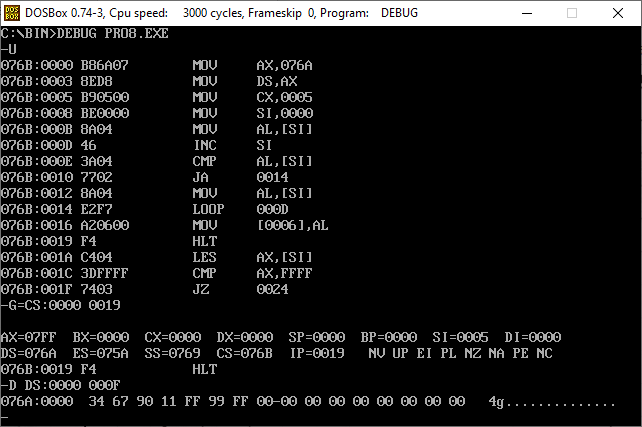 DOSBox 0.74-3, Cpu speed:    3000 cycles, Frameskip  0, Program:    DEBUG
C:\BIN>DEBUG PRO8.EXE
-U
076B:0000 B86A07        MOV     AX,076A
076B:0003 8ED8          MOV     DS,AX
076B:0005 B90500        MOV     CX,0005
076B:0008 BE0000        MOV     SI,0000
076B:000B 8A04          MOV     AL,[SI]
076B:000D 46            INC     SI
076B:000E 3A04          CMP     AL,[SI]
076B:0010 7702          JA      0014
076B:0012 8A04          MOV     AL,[SI]
076B:0014 E2F7          LOOP    000D
076B:0016 A20600        MOV     [0006],AL
076B:0019 F4            HLT
076B:001A C404          LES     AX,[SI]
076B:001C 3DFFFF        CMP     AX,FFFF
076B:001F 7403          JZ      0024
-G=CS:0000 0019
AX=07FF  BX=0000  CX=0000  DX=0000  SP=0000  BP=0000  SI=0005  DI=0000
DS=076A  ES=075A  SS=0769  CS=076B  IP=0019   NV UP EI PL NZ NA PE NC
076B:0019 F4            HLT
-D DS:0000 000F
076A:0000  34 67 90 11 FF 99 FF 00-00 00 00 00 00 00 00 00   4g..............
-